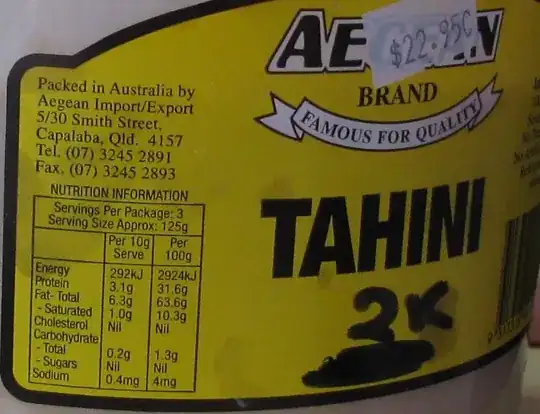 Packed in Australia by
Aegean Import/Export
5/30 Smith Street,
Capalaba, Qld. 4157
Tel. (07) 3245 2891
Fax. (07) 3245 2893
NUTRITION INFORMATION
Servings Per Package: 3
Serving Size Approx: 125g
Per 10g Serve Per 100g
Energy 292kJ 2924kJ
Protein 3.1g 31.6g
Fat- Total 6.3g 63.6g
- Saturated 1.0g 10.3g
Cholesterol Nil Nil
Carbohydrate
- Total 0.2g 1.3g
- Sugars Nil Nil
Sodium 0.4mg 4mg
$22.95c
BRAND
FAMOUS FOR QUALITY
TAHINI
3K